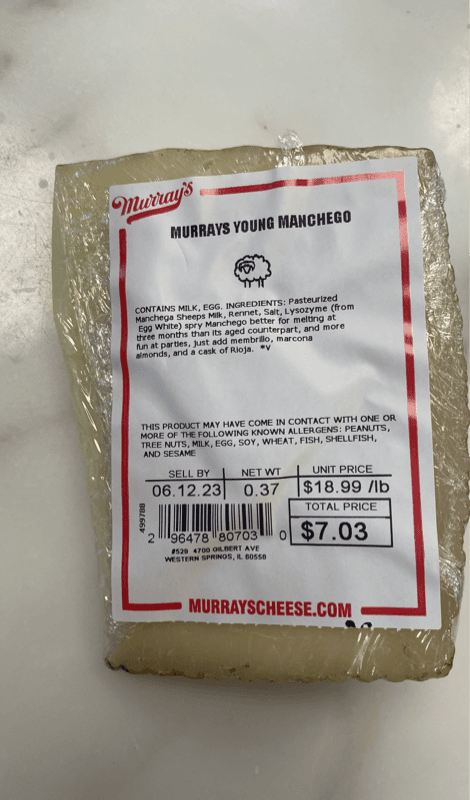 Murray's
MURRAYS YOUNG MANCHEGO
CONTAINS MILK, EGG. INGREDIENTS: Pasteurized
Manchega Sheeps Milk, Rennet, Salt, Lysozyme (from
Egg White) spry Manchego better for melting at
three months than its aged counterpart, and more
fun at parties, just add membrillo, marcona
almonds, and a cask of Rioja. *V
THIS PRODUCT MAY HAVE COME IN CONTACT WITH ONE OR
MORE OF THE FOLLOWING KNOWN ALLERGENS: PEANUTS,
TREE NUTS, MILK, EGG, SOY, WHEAT, FISH, SHELLFISH,
AND SESAME
SELL BY NET WT UNIT PRICE
06.12.23 0.37 $18.99 /lb
TOTAL PRICE
$7.03
499788
2 96478 80703 0
#529 4700 GILBERT AVE
WESTERN SPRINGS, IL 60558
MURRAYSCHEESE.COM